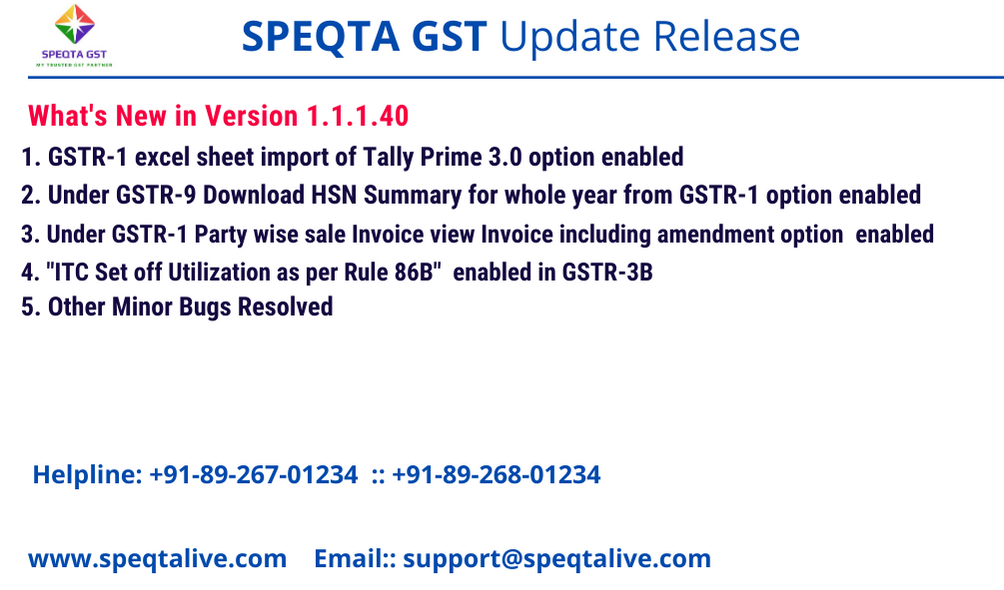 SPEQTA GST
MY TRUSTED GST PARTNER
SPEQTA GST Update Release
What's New in Version 1.1.1.40
1. GSTR-1 excel sheet import of Tally Prime 3.0 option enabled
2. Under GSTR-9 Download HSN Summary for whole year from GSTR-1 option enabled
3. Under GSTR-1 Party wise sale Invoice view Invoice including amendment option  enabled
4. "ITC Set off Utilization as per Rule 86B"  enabled in GSTR-3B
5. Other Minor Bugs Resolved
Helpline: +91-89-267-01234  :: +91-89-268-01234
www.speqtalive.com    Email:: support@speqtalive.com